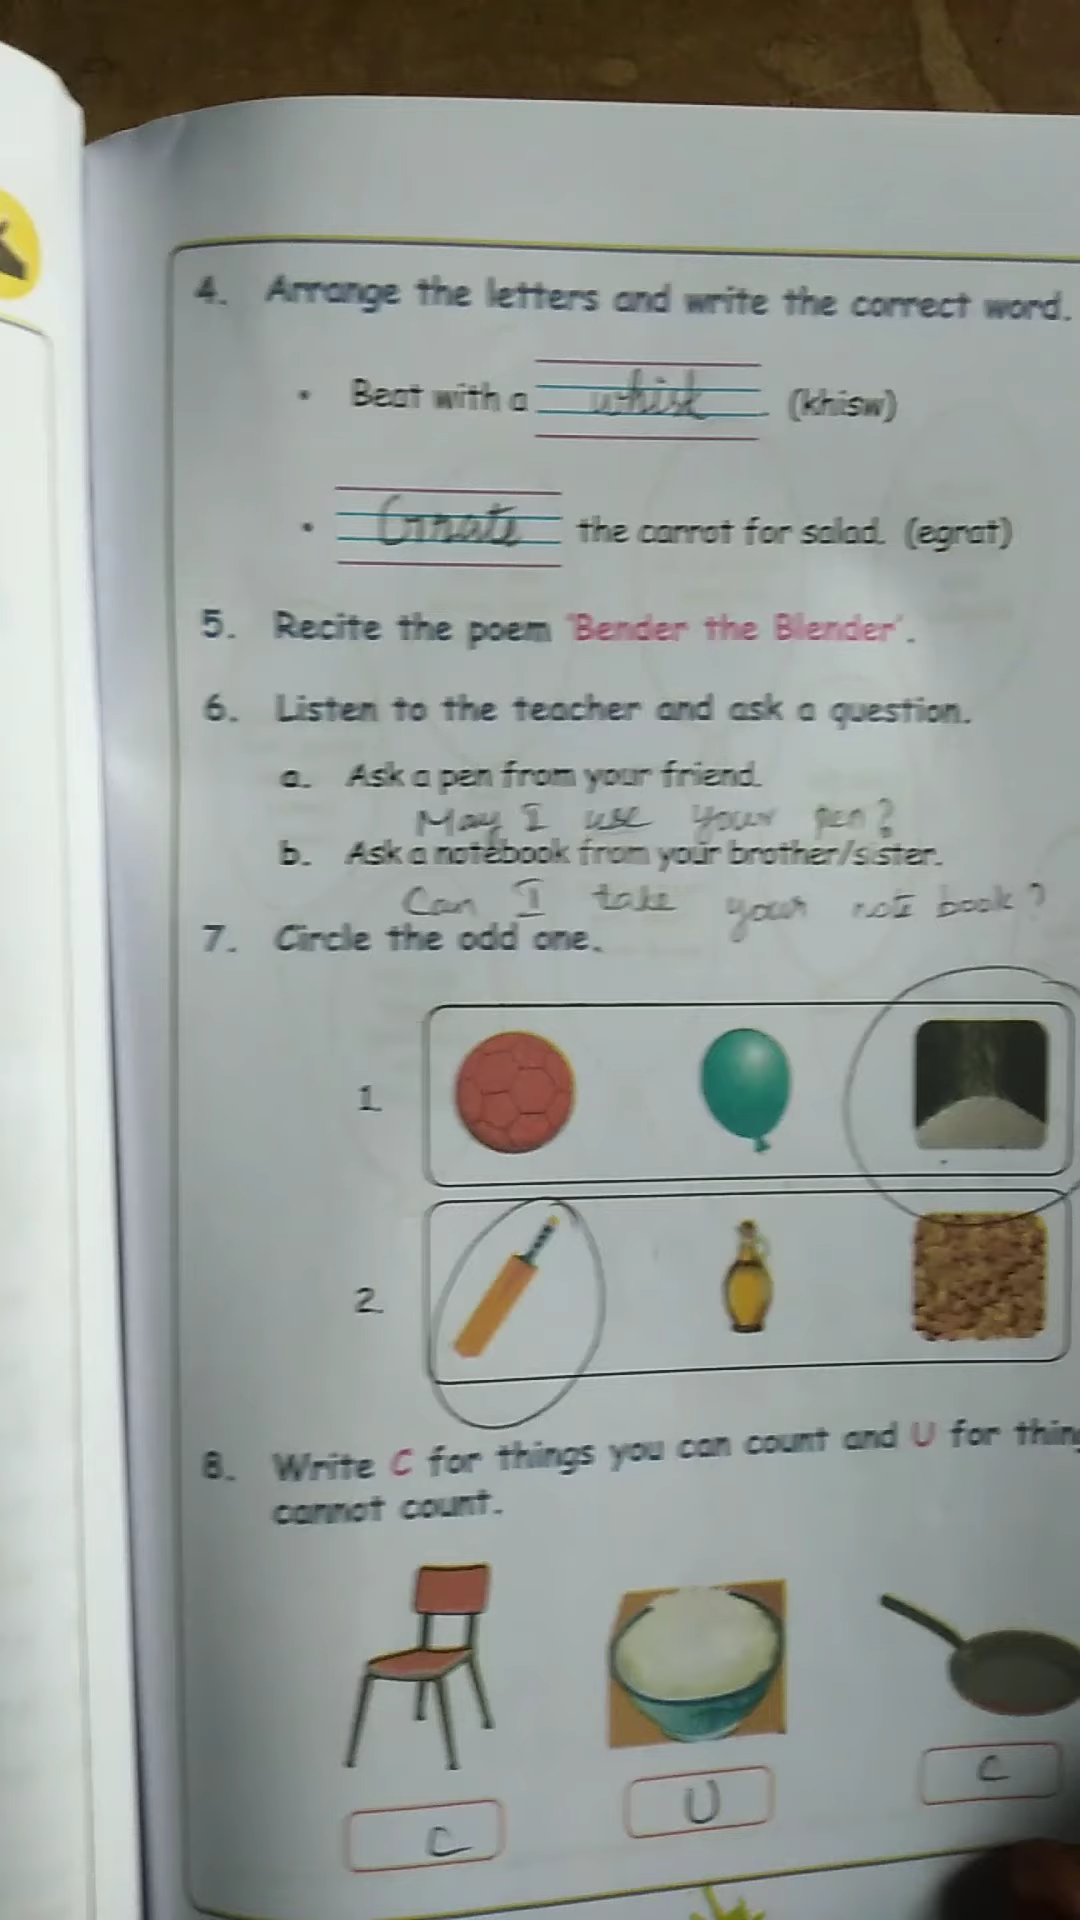 4. Arrange the letters and write the correct word.
• Beat with a whisk (khisw)
• Grate the carrot for salad. (egrat)
5. Recite the poem 'Bender the Blender'.
6. Listen to the teacher and ask a question.
a. Ask a pen from your friend.
May I use your pen?
b. Ask a notebook from your brother/sister.
Can I take your note book?
7. Circle the odd one.
1.
2.
8. Write C for things you can count and U for
cannot count.
C U C